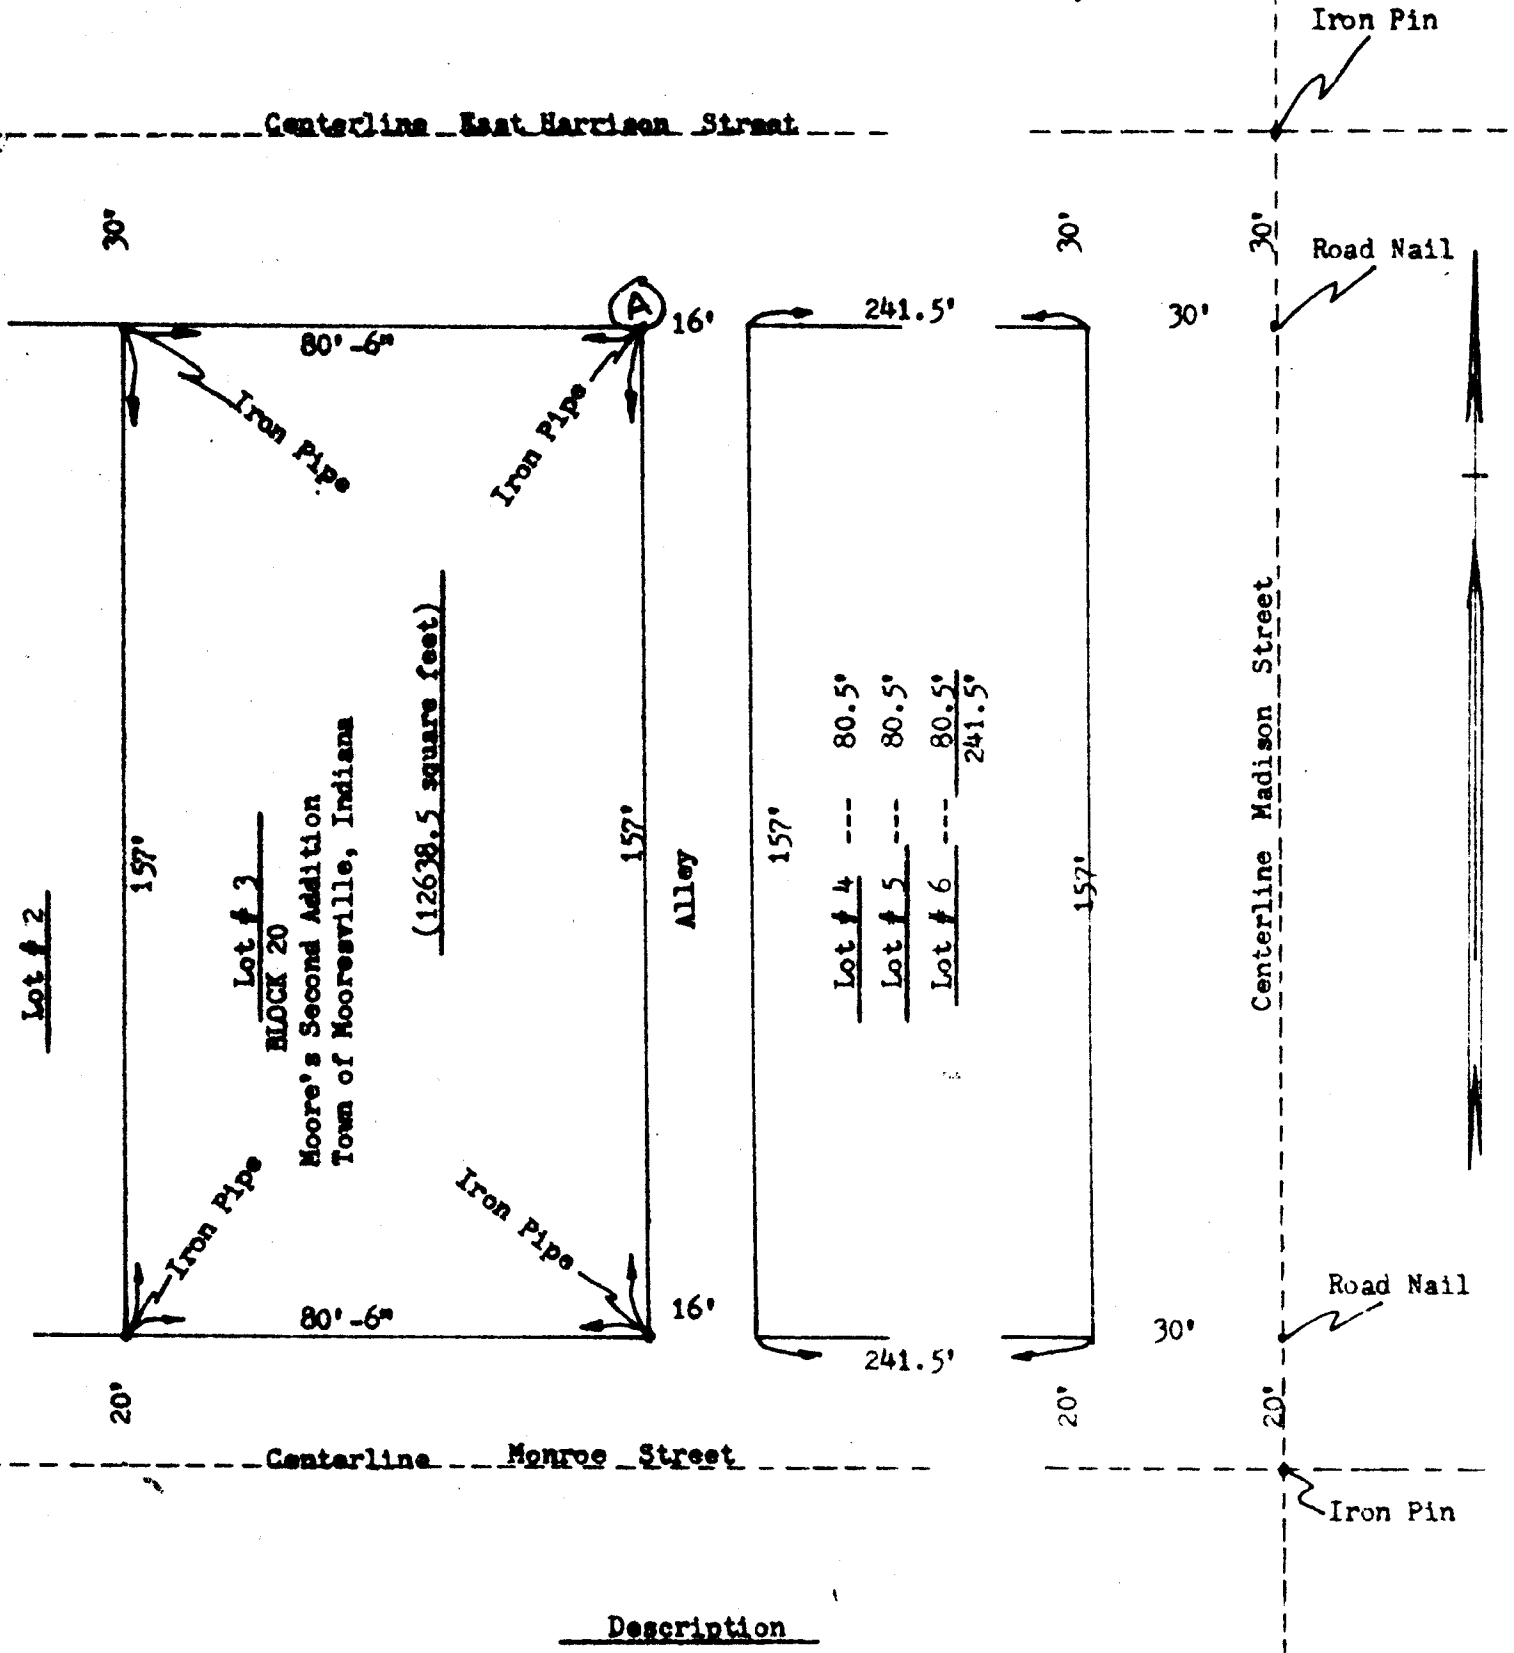 Iron Pin
Centerline East Harrison Street
30'
30'
30'
Road Nail
A
16'
241.5'
30'
80'-6"
Iron Pipe
Iron Pipe
Lot # 2
157'
Lot # 3
BLOCK 20
Moore's Second Addition
Town of Mooresville, Indiana
(12638.5 square feet)
157'
Alley
157'
Lot # 4 --- 80.5'
Lot # 5 --- 80.5'
Lot # 6 --- 80.5'
241.5'
157'
Centerline Madison Street
Iron Pipe
Iron Pipe
80'-6"
16'
241.5'
30'
Road Nail
20'
20'
20'
Centerline Monroe Street
Iron Pin
Description